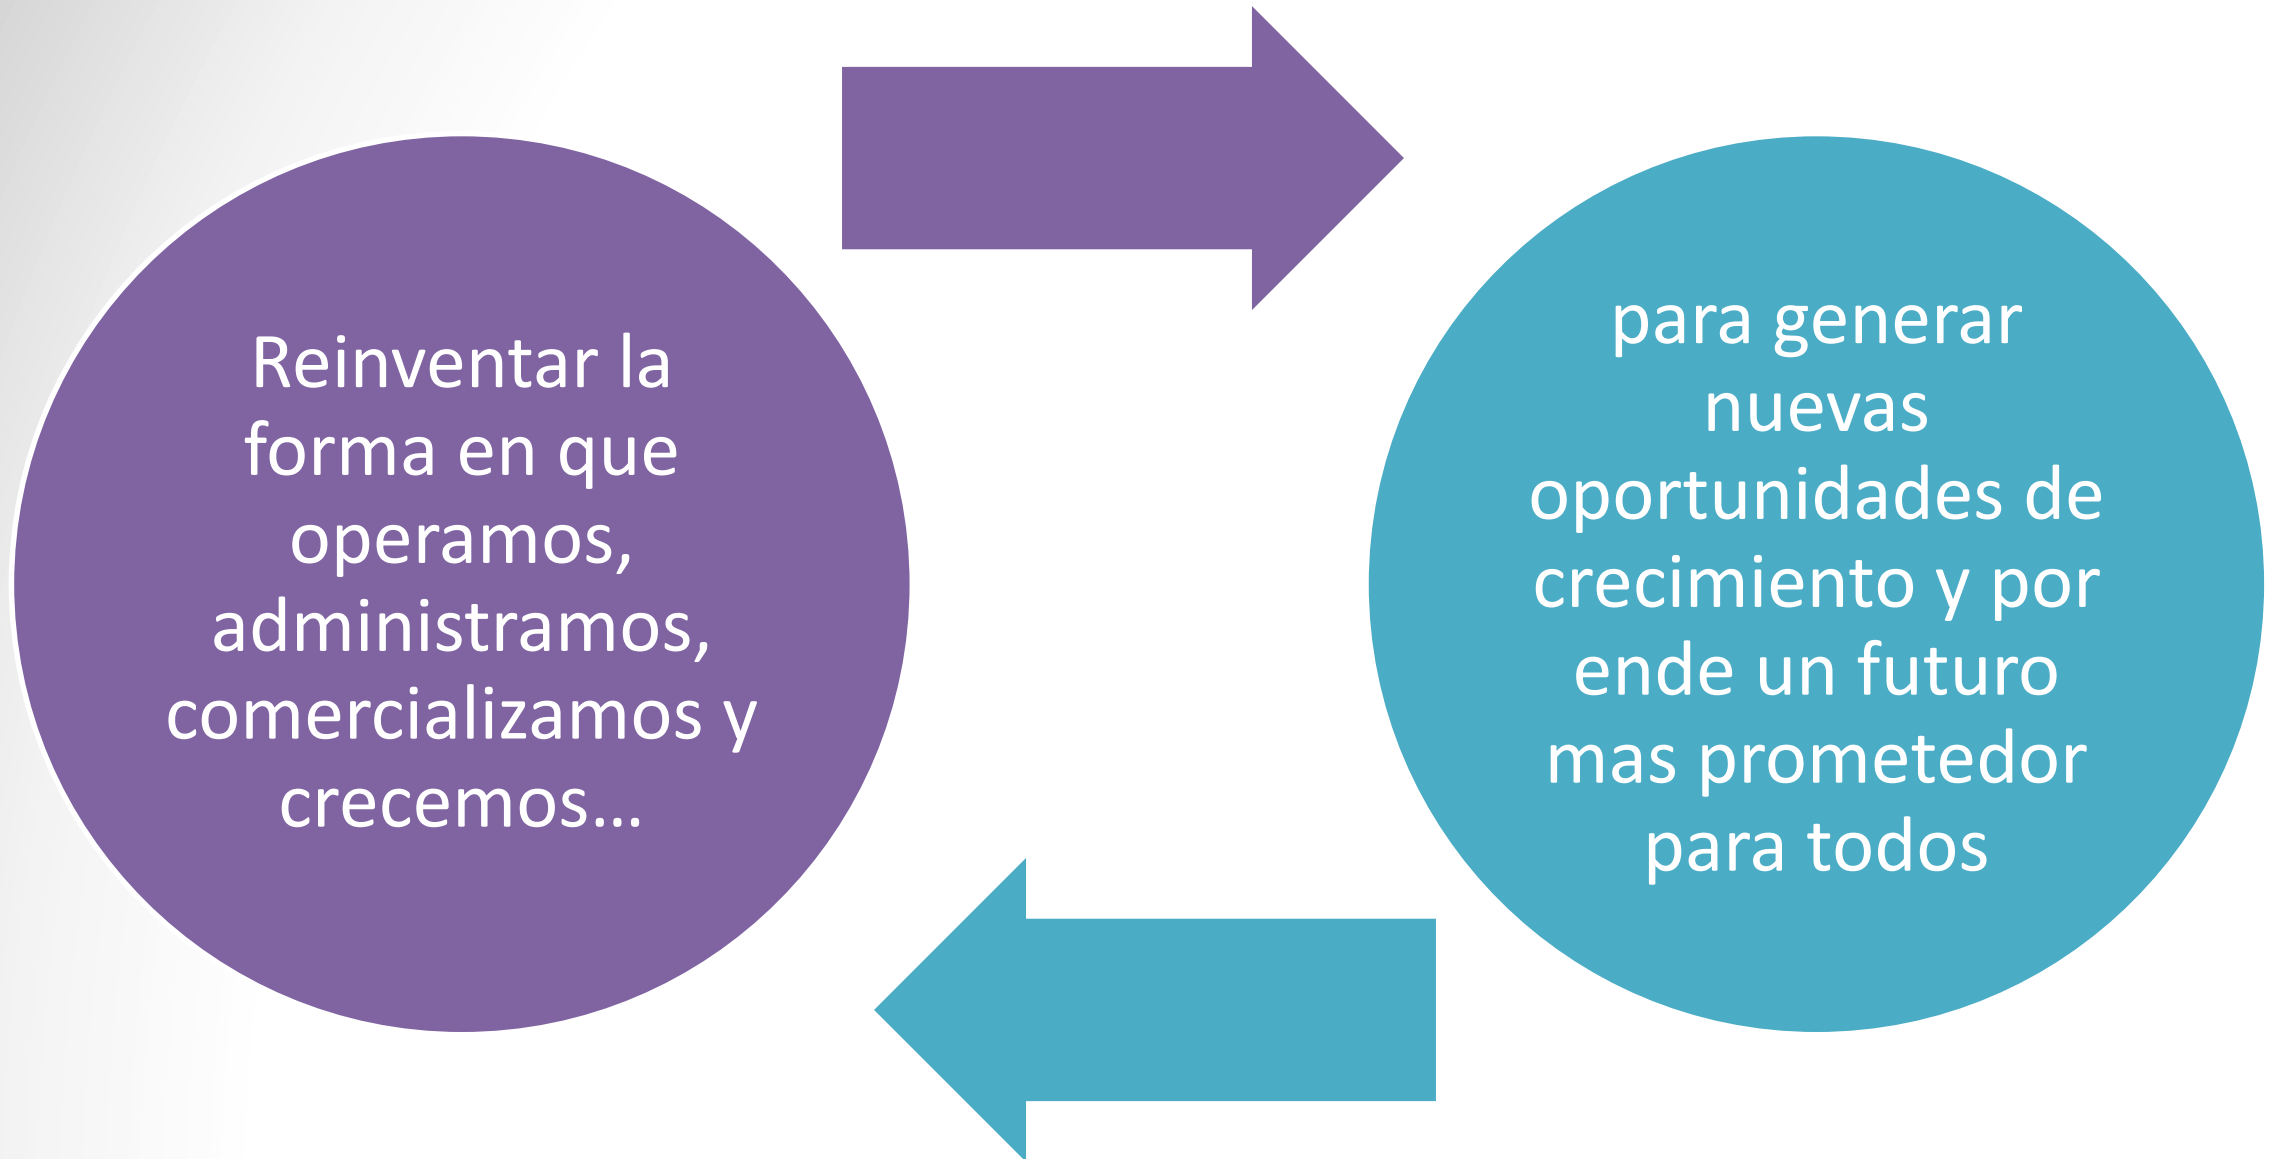 Reinventar la
forma en que
operamos,
administramos,
comercializamos y
crecemos...
para generar
nuevas
oportunidades de
crecimiento y por
ende un futuro
mas prometedor
para todos